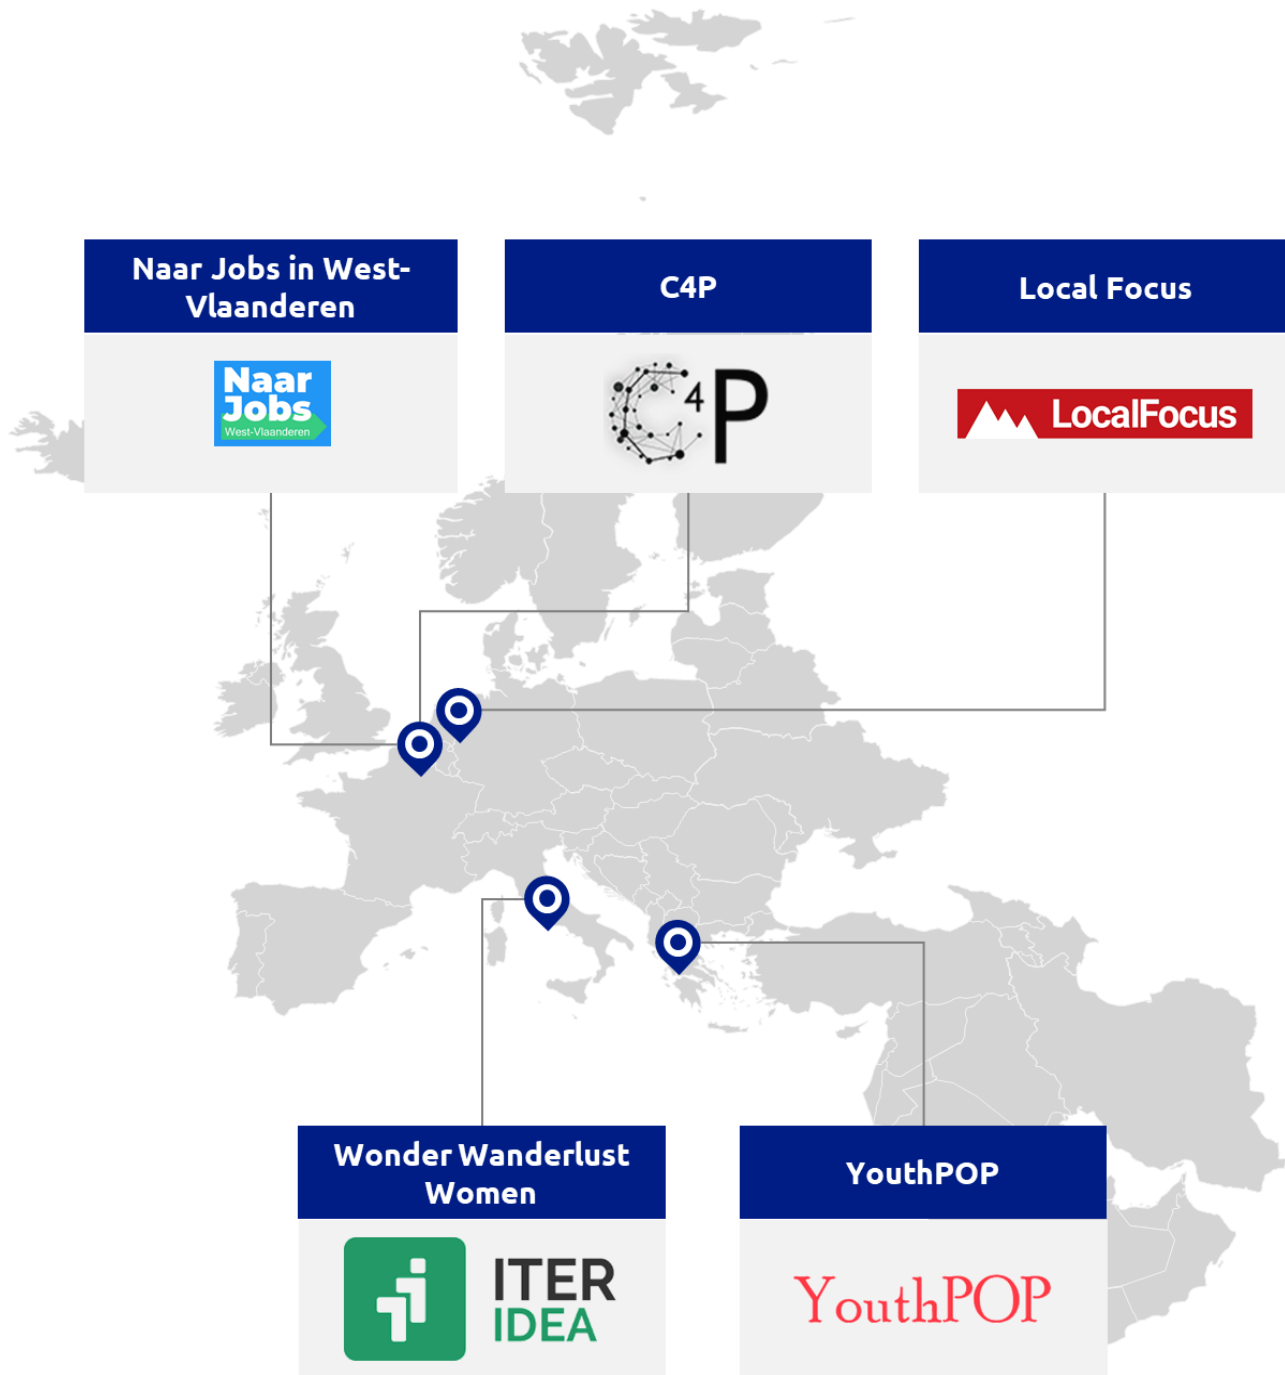 Naar Jobs in West-
Vlaanderen
C4P
Local Focus
Naar
Jobs
West-Vlaanderen
C4P
LocalFocus
Wonder Wanderlust
Women
YouthPOP
ITER
IDEA
YouthPOP